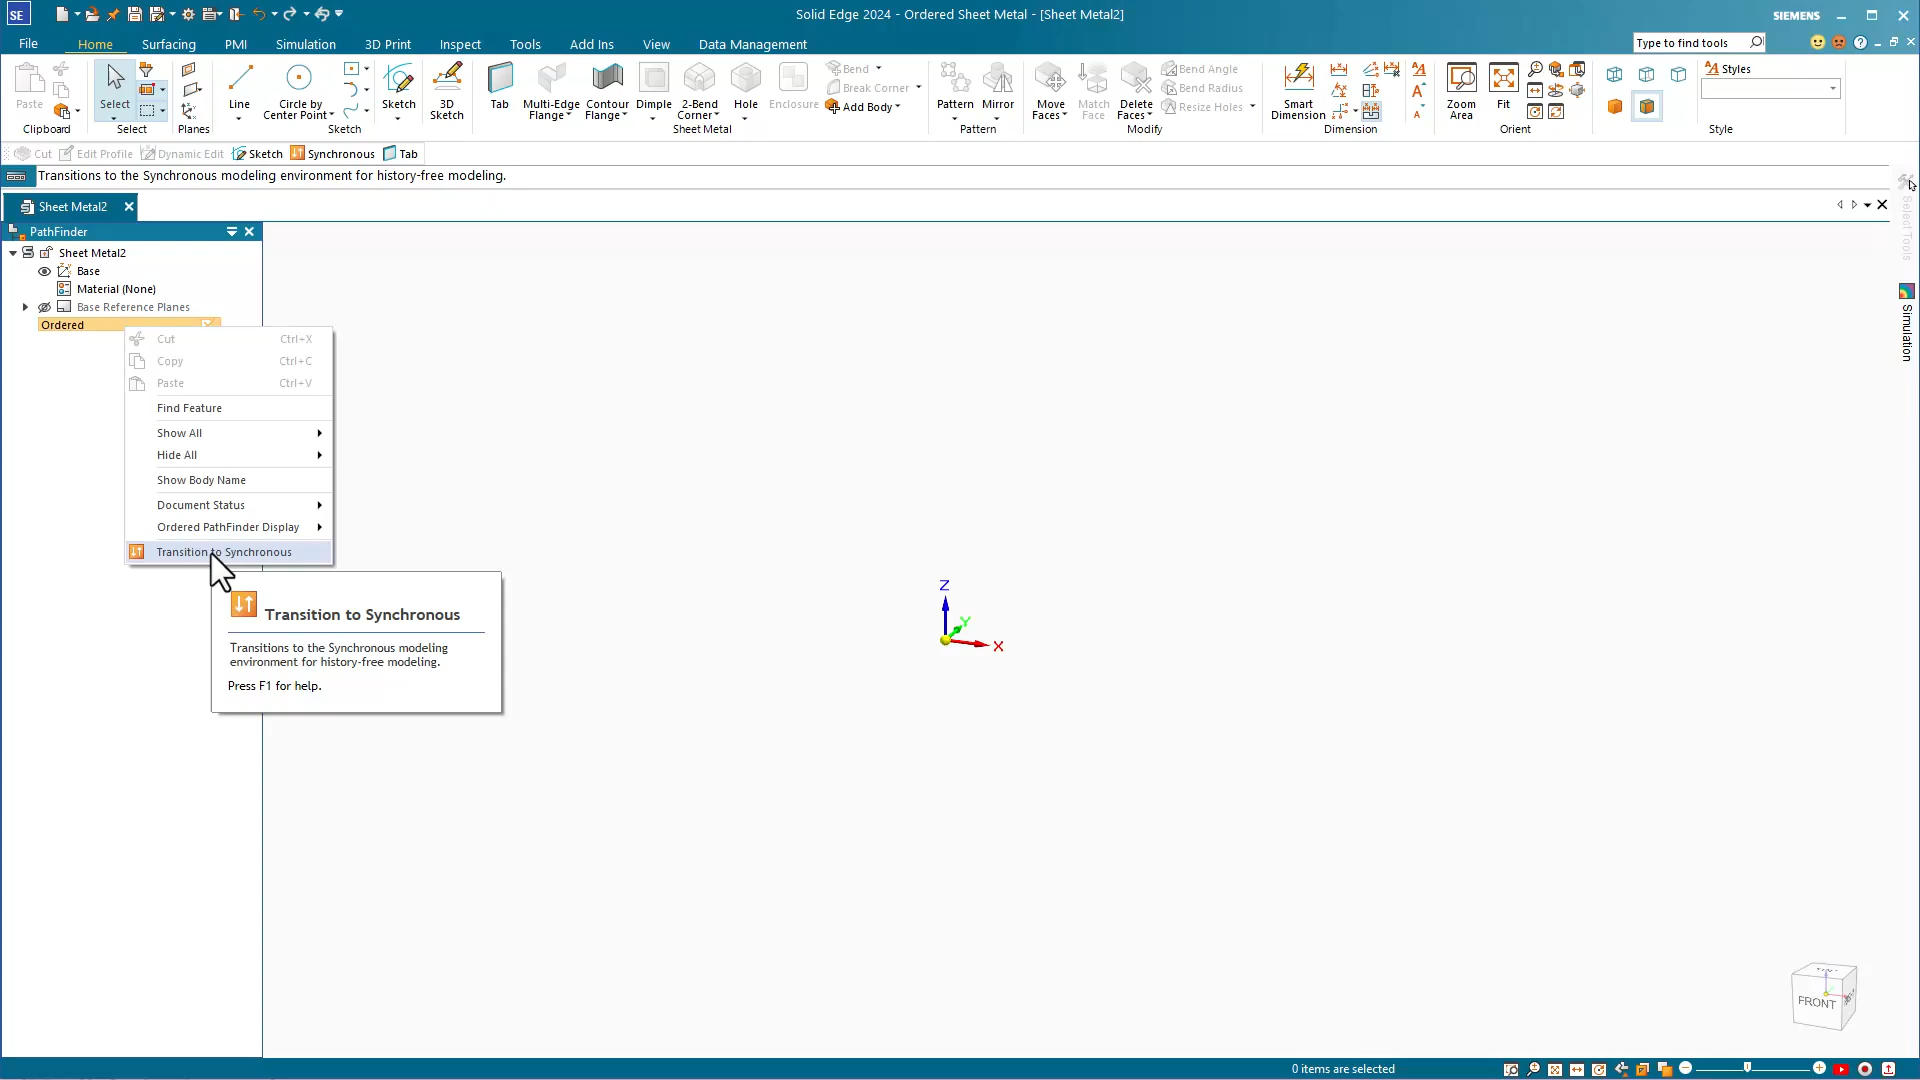 SE
Solid Edge 2024 - Ordered Sheet Metal - [Sheet Metal2]
SIEMENS
File
Home
Surfacing
PMI
Simulation
3D Print
Inspect
Tools
Add Ins
View
Data Management
Type to find tools
Paste
Clipboard
Select
Select
Planes
Line
Circle by
Center Point
Sketch
Sketch
3D
Sketch
Tab
Multi-Edge
Flange
Contour
Flange
Dimple
2-Bend
Corner
Hole
Enclosure
Bend
Break Corner
Add Body
Sheet Metal
Pattern
Mirror
Pattern
Move
Faces
Match
Face
Delete
Faces
Bend Angle
Bend Radius
Resize Holes
Modify
Smart
Dimension
Dimension
Zoom
Area
Fit
Orient
Styles
Style
Cut
Edit Profile
Dynamic Edit
Sketch
Synchronous
Tab
Transitions to the Synchronous modeling environment for history-free modeling.
Select Tools
Simulation
Sheet Metal2
PathFinder
Sheet Metal2
Base
Material (None)
Base Reference Planes
Ordered
Cut Ctrl+X
Copy Ctrl+C
Paste Ctrl+V
Find Feature
Show All
Hide All
Show Body Name
Document Status
Ordered PathFinder Display
Transition to Synchronous
Transition to Synchronous
Transitions to the Synchronous modeling
environment for history-free modeling.
Press F1 for help.
Z
Y
X
FRONT
0 items are selected